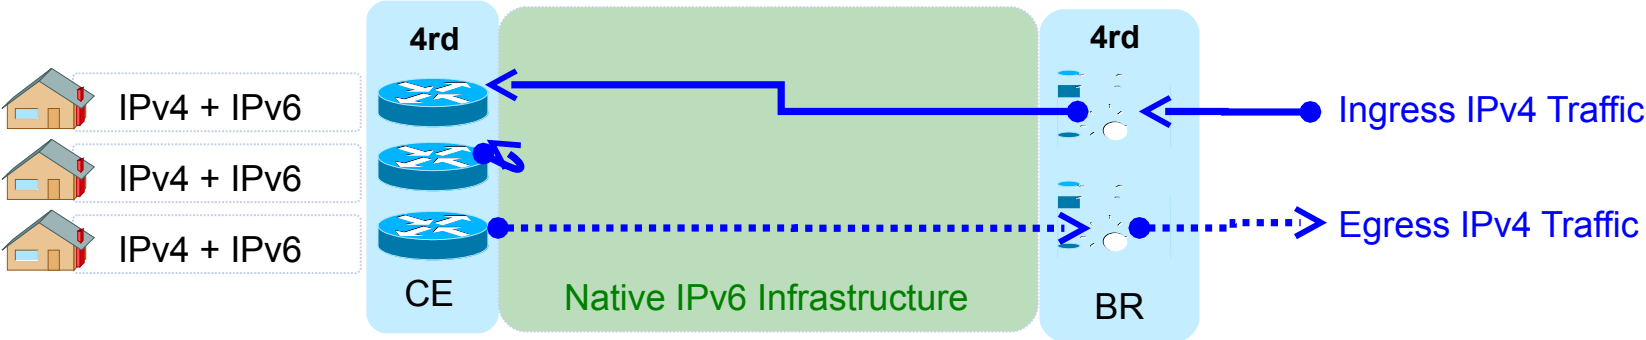 4rd
4rd
IPv4 + IPv6
Ingress IPv4 Traffic
IPv4 + IPv6
IPv4 + IPv6
Egress IPv4 Traffic
CE
Native IPv6 Infrastructure
BR